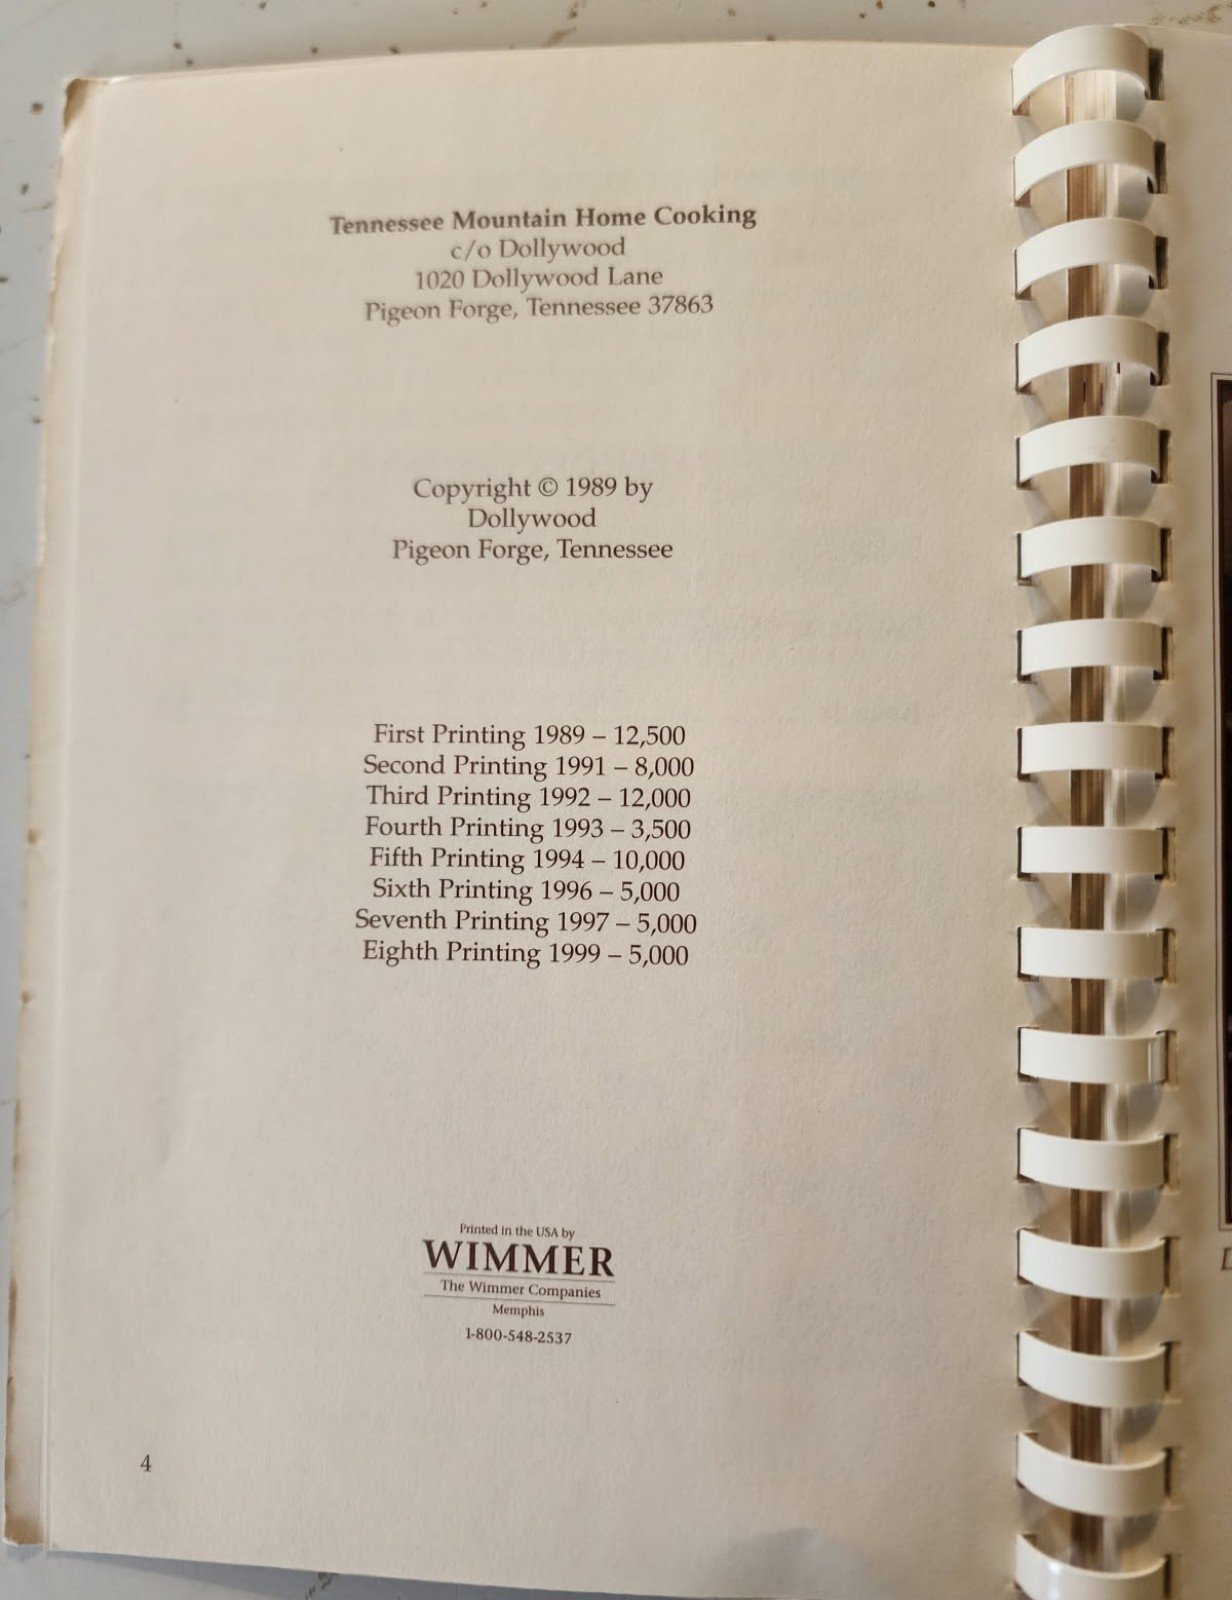 Tennessee Mountain Home Cooking
c/o Dollywood
1020 Dollywood Lane
Pigeon Forge, Tennessee 37863
Copyright © 1989 by
Dollywood
Pigeon Forge, Tennessee
First Printing 1989 – 12,500
Second Printing 1991 – 8,000
Third Printing 1992 – 12,000
Fourth Printing 1993 – 3,500
Fifth Printing 1994 – 10,000
Sixth Printing 1996 – 5,000
Seventh Printing 1997 – 5,000
Eighth Printing 1999 – 5,000
Printed in the USA by
WIMMER
The Wimmer Companies
Memphis
1-800-548-2537
4